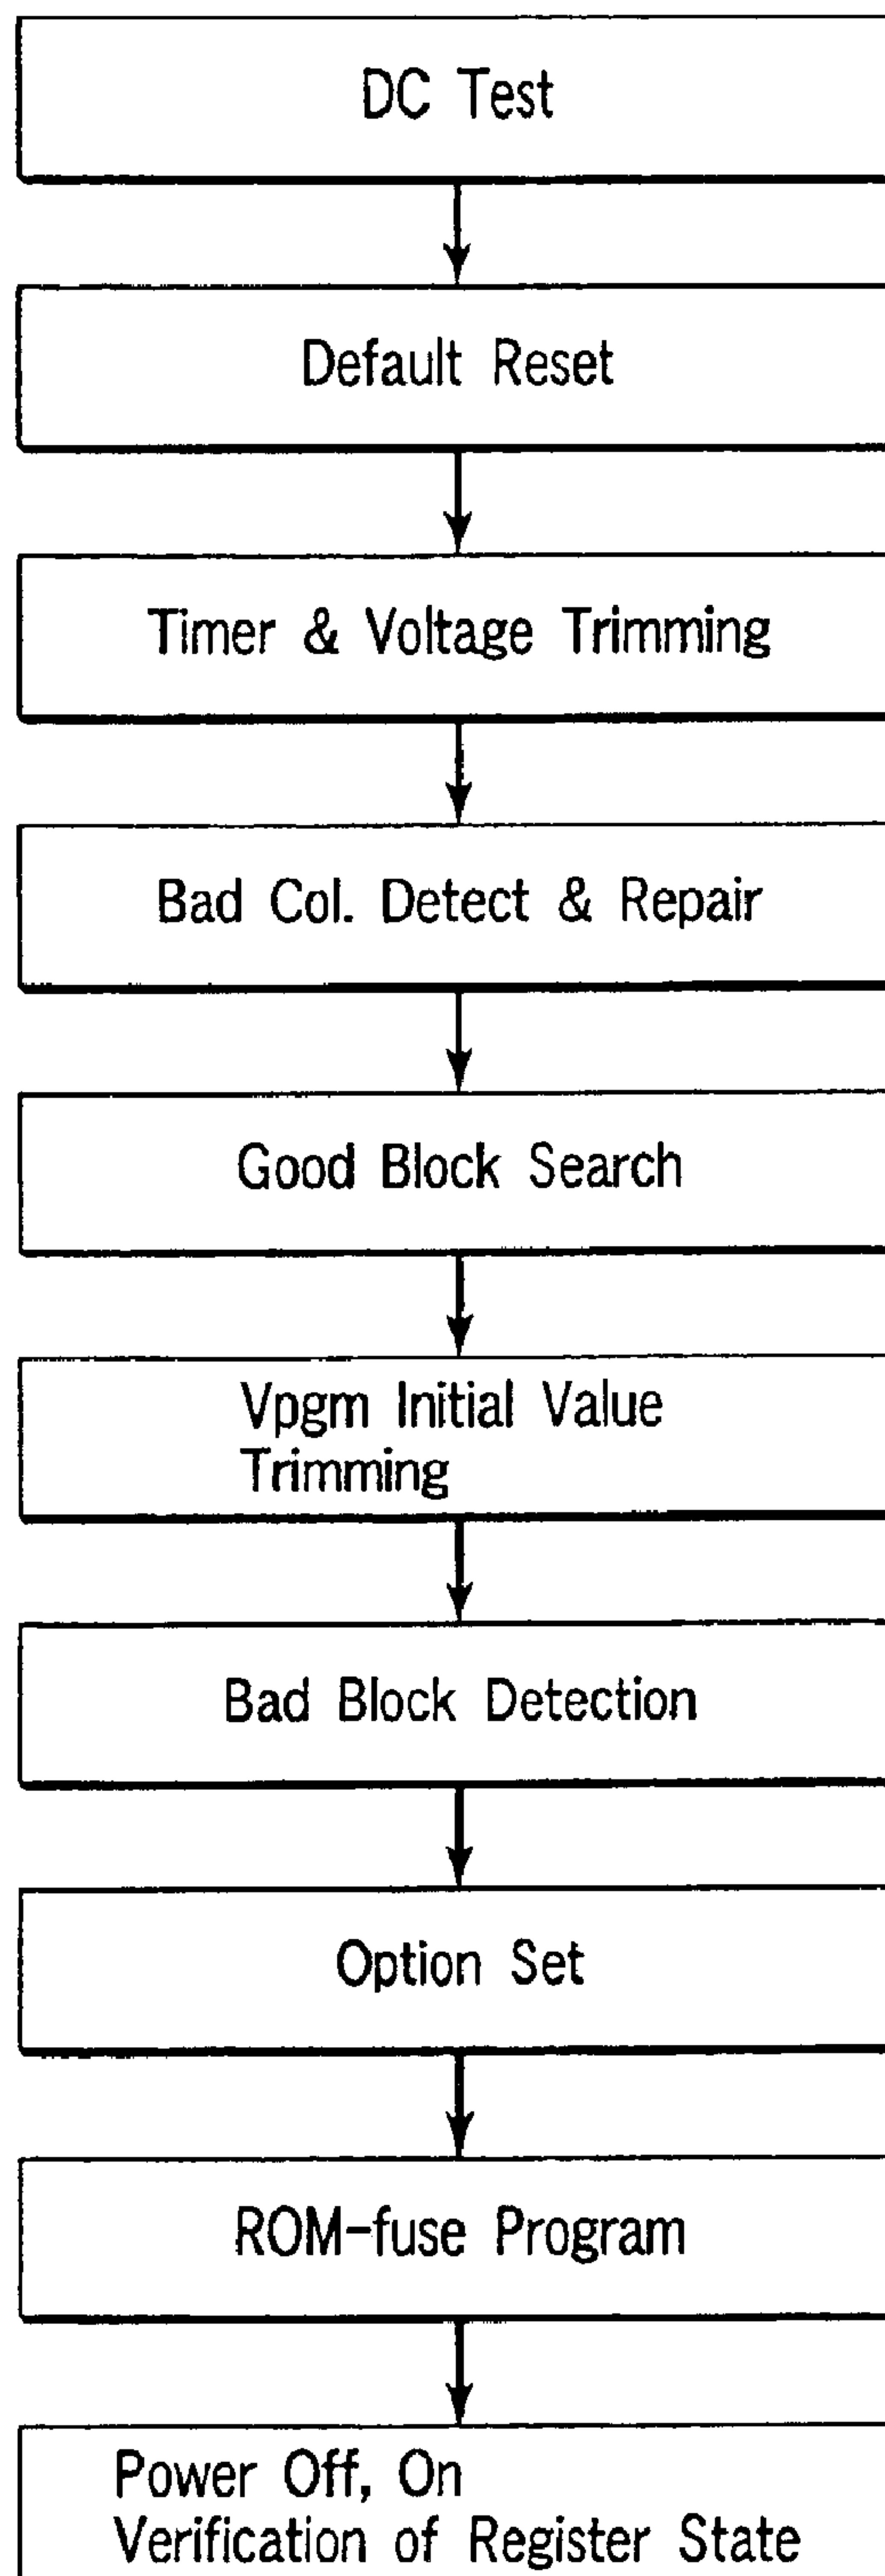 DC Test
Default Reset
Timer & Voltage Trimming
Bad Col. Detect & Repair
Good Block Search
Vpgm Initial Value
Trimming
Bad Block Detection
Option Set
ROM-fuse Program
Power Off, On
Verification of Register State